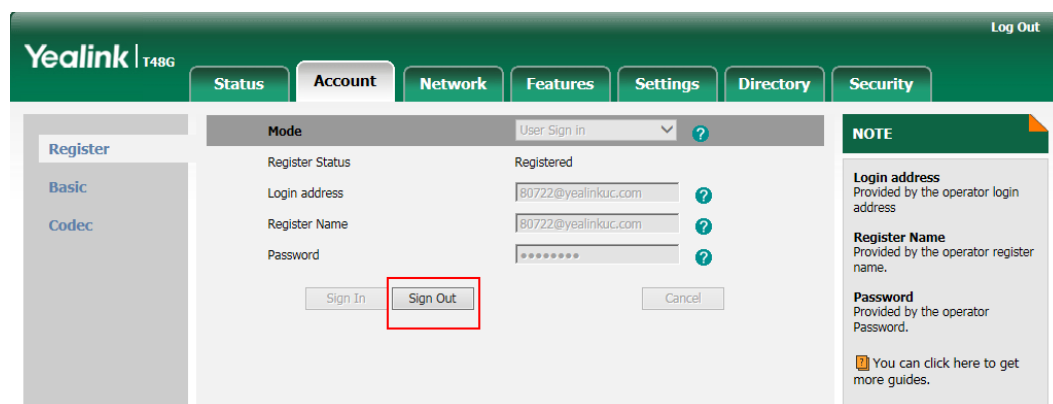 Log Out
Yealink T48G
Status Account Network Features Settings Directory Security
Register
Basic
Codec
Mode User Sign in
Register Status Registered
Login address 80722@yealinkuc.com
Register Name 80722@yealinkuc.com
Password ••••••••
Sign In Sign Out Cancel
NOTE
Login address
Provided by the operator login
address
Register Name
Provided by the operator register
name.
Password
Provided by the operator
Password.
You can click here to get
more guides.